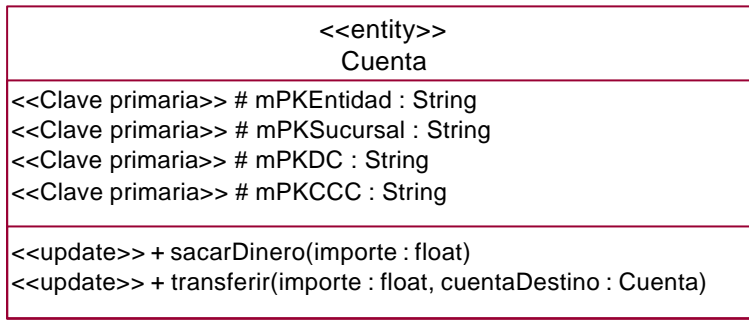 <<entity>>
Cuenta
<<Clave primaria>> # mPKEntidad : String
<<Clave primaria>> # mPKSucursal : String
<<Clave primaria>> # mPKDC : String
<<Clave primaria>> # mPKCCC : String
<<update>> + sacarDinero(importe : float)
<<update>> + transferir(importe : float, cuentaDestino : Cuenta)